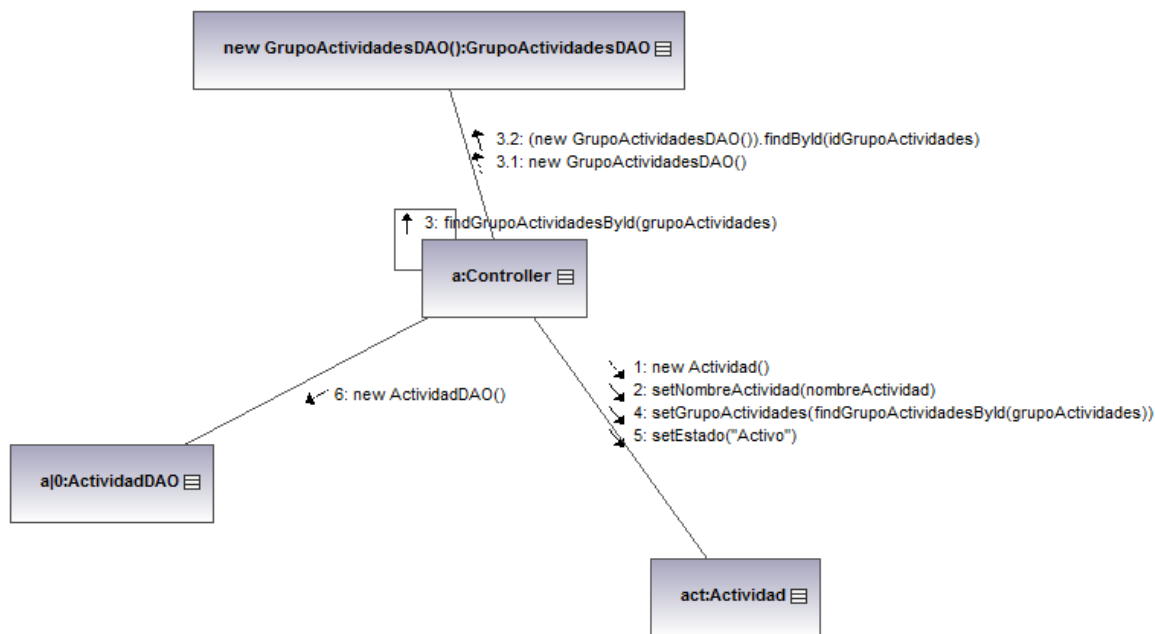 new GrupoActividadesDAO():GrupoActividadesDAO
3.2: (new GrupoActividadesDAO()).findById(idGrupoActividades)
3.1: new GrupoActividadesDAO()
3: findGrupoActividadesById(grupoActividades)
a:Controller
1: new Actividad()
2: setNombreActividad(nombreActividad)
6: new ActividadDAO()
4: setGrupoActividades(findGrupoActividadesById(grupoActividades))
5: setEstado("Activo")
a|0:ActividadDAO
act:Actividad